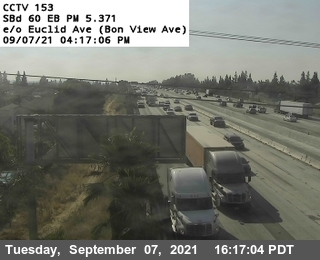 CCTV 153
SBd 60 EB PM 5.371
e/o Euclid Ave (Bon View Ave)
09/07/21 04:17:06 PM
Tuesday, September 07, 2021 16:17:04 PDT